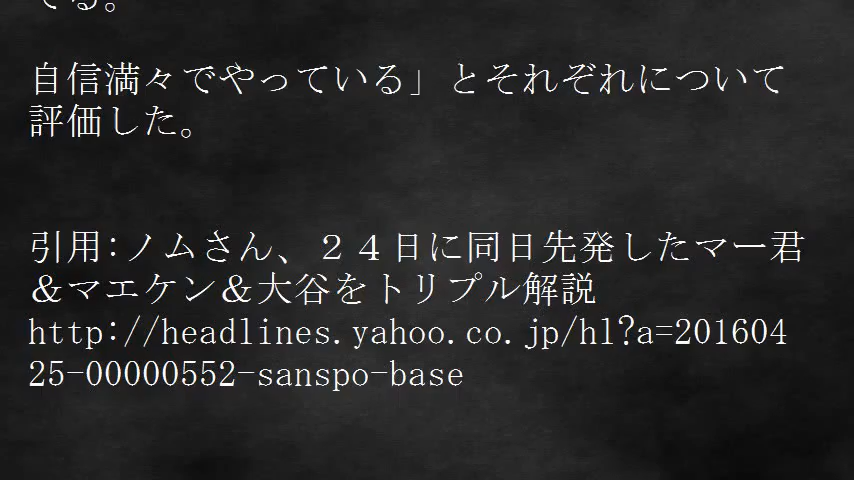 てる。
自信満々でやっている」とそれぞれについて
評価した。
引用:ノムさん、２４日に同日先発したマー君
＆マエケン＆大谷をトリプル解説
http://headlines.yahoo.co.jp/hl?a=201604
25-00000552-sanspo-base